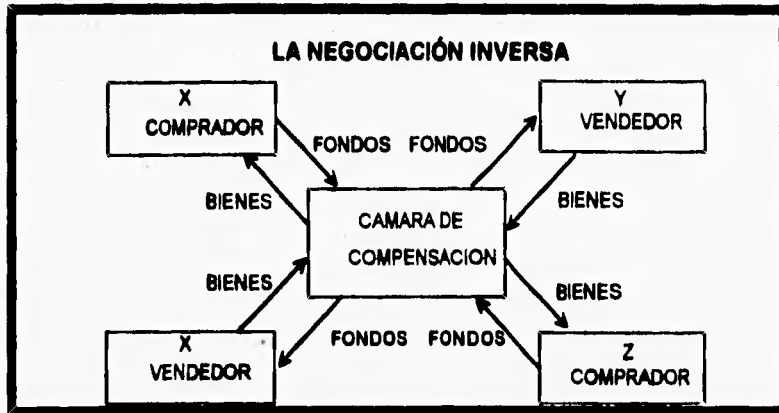 LA NEGOCIACIÓN INVERSA
X
COMPRADOR
Y
VENDEDOR
FONDOS FONDOS
BIENES
BIENES
CAMARA DE
COMPENSACION
BIENES
BIENES
FONDOS FONDOS
X
VENDEDOR
Z
COMPRADOR